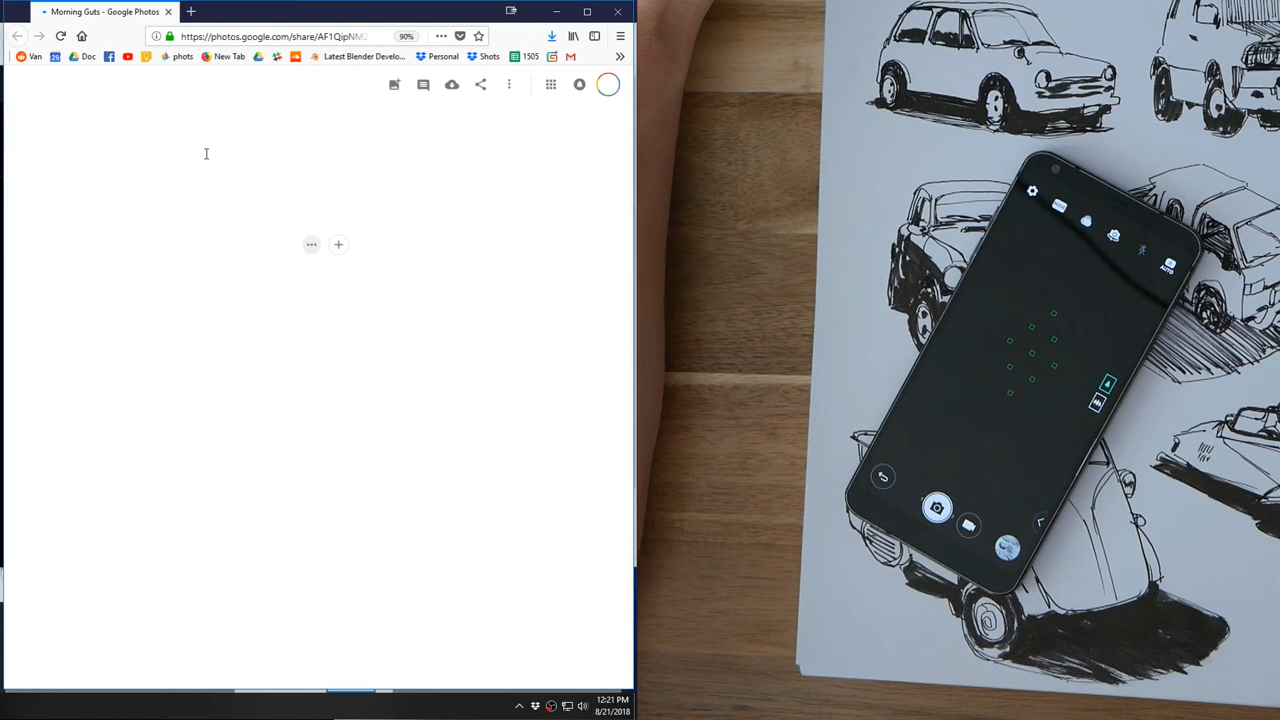 Morning Guts - Google Photos
https://photos.google.com/share/AF1QipNM
90%
Van
Doc
phots
New Tab
Latest Blender Develo...
Personal
Shots
1505
AUTO
12:21 PM
8/21/2018